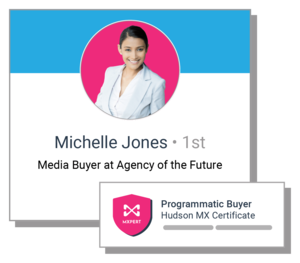 Michelle Jones • 1st
Media Buyer at Agency of the Future
Programmatic Buyer
Hudson MX Certificate
MXPERT